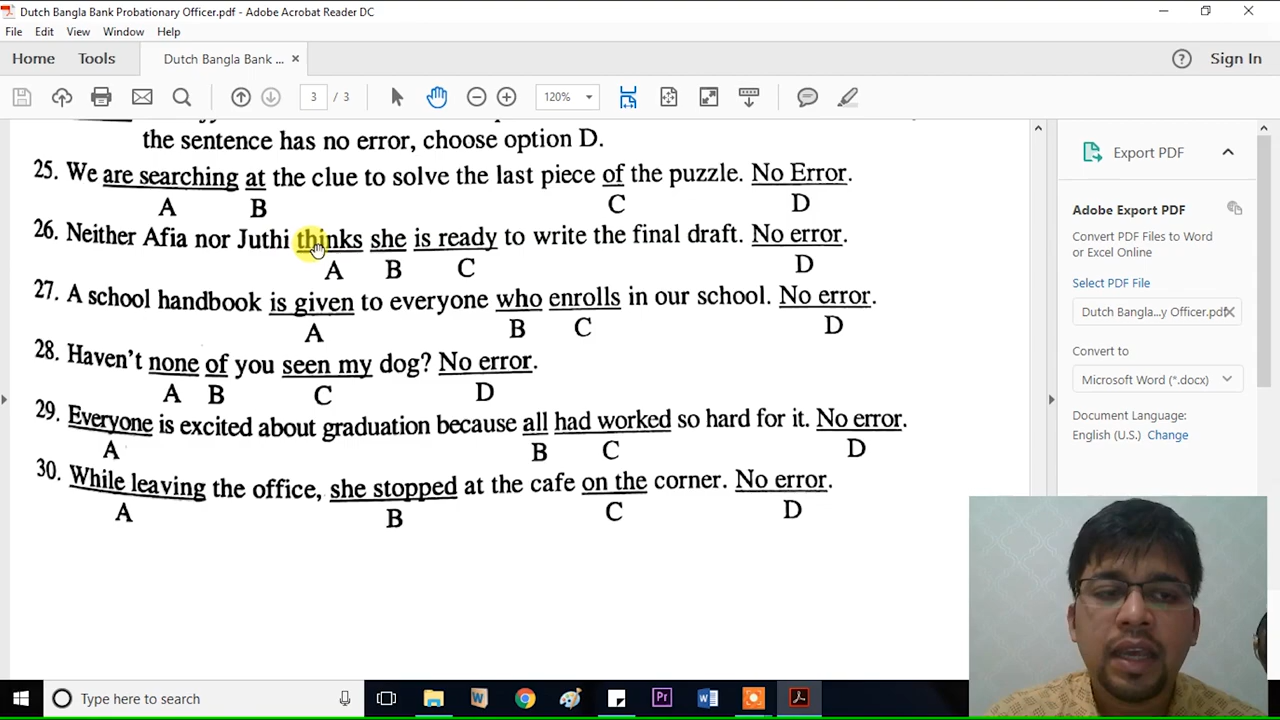 Dutch Bangla Bank Probationary Officer.pdf - Adobe Acrobat Reader DC
File Edit View Window Help
Home Tools Dutch Bangla Bank ... × Sign In
3 / 3 120%
the sentence has no error, choose option D.
25. We are searching at the clue to solve the last piece of the puzzle. No Error.
A B C D
26. Neither Afia nor Juthi thinks she is ready to write the final draft. No error.
A B C D
27. A school handbook is given to everyone who enrolls in our school. No error.
A B C D
28. Haven't none of you seen my dog? No error.
A B C D
29. Everyone is excited about graduation because all had worked so hard for it. No error.
A B C D
30. While leaving the office, she stopped at the cafe on the corner. No error.
A B C D
Export PDF
Adobe Export PDF
Convert PDF Files to Word
or Excel Online
Select PDF File
Dutch Bangla...y Officer.pdf
Convert to
Microsoft Word (*.docx)
Document Language:
English (U.S.) Change
Type here to search